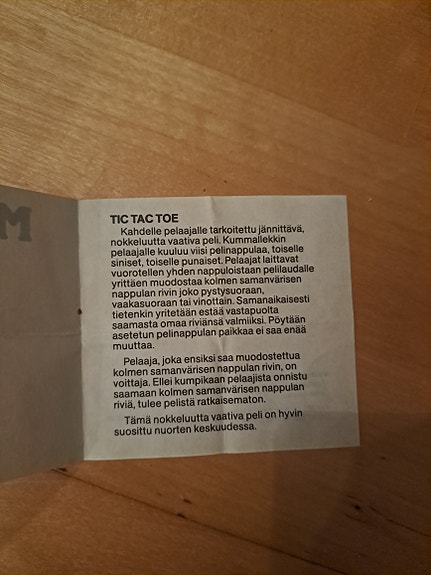 M
TIC TAC TOE
Kahdelle pelaajalle tarkoitettu jännittävä,
nokkeluutta vaativa peli. Kummallekkin
pelaajalle kuuluu viisi pelinappulaa, toiselle
siniset, toiselle punaiset. Pelaajat laittavat
vuorotellen yhden nappuloistaan pelilaudalle
yrittäen muodostaa kolmen samanvärisen
nappulan rivin joko pystysuoraan,
vaakasuoraan tai vinottain. Samanaikaisesti
tietenkin yritetään estää vastapuolta
saamasta omaa riviänsä valmiiksi. Pöytään
asetetun pelinappulan paikkaa ei saa enää
muuttaa.
Pelaaja, joka ensiksi saa muodostettua
kolmen samanvärisen nappulan rivin, on
voittaja. Ellei kumpikaan pelaajista onnistu
saamaan kolmen samanvärisen nappulan
riviä, tulee pelistä ratkaisematon.
Tämä nokkeluutta vaativa peli on hyvin
suosittu nuorten keskuudessa.